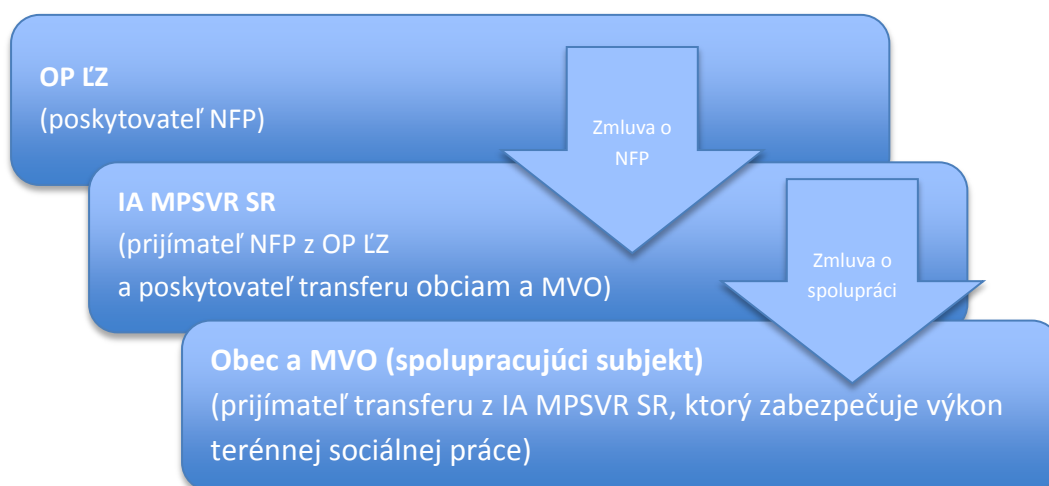 OP ĽZ
(poskytovateľ NFP)
Zmluva o
NFP
IA MPSVR SR
(prijímateľ NFP z OP ĽZ
a poskytovateľ transferu obciam a MVO)
Zmluva o
spolupráci
Obec a MVO (spolupracujúci subjekt)
(prijímateľ transferu z IA MPSVR SR, ktorý zabezpečuje výkon
terénnej sociálnej práce)